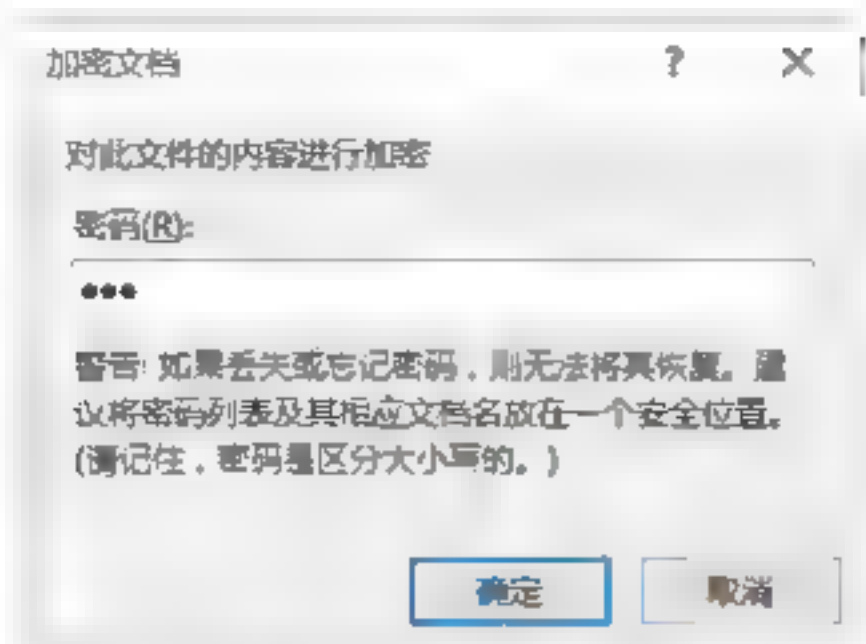 加密文档
对此文件的内容进行加密
密码(R):
警告: 如果丢失或忘记密码，则无法将其恢复。建
议将密码列表及其相应文档名放在一个安全位置。
(请记住，密码是区分大小写的。)
确定 取消